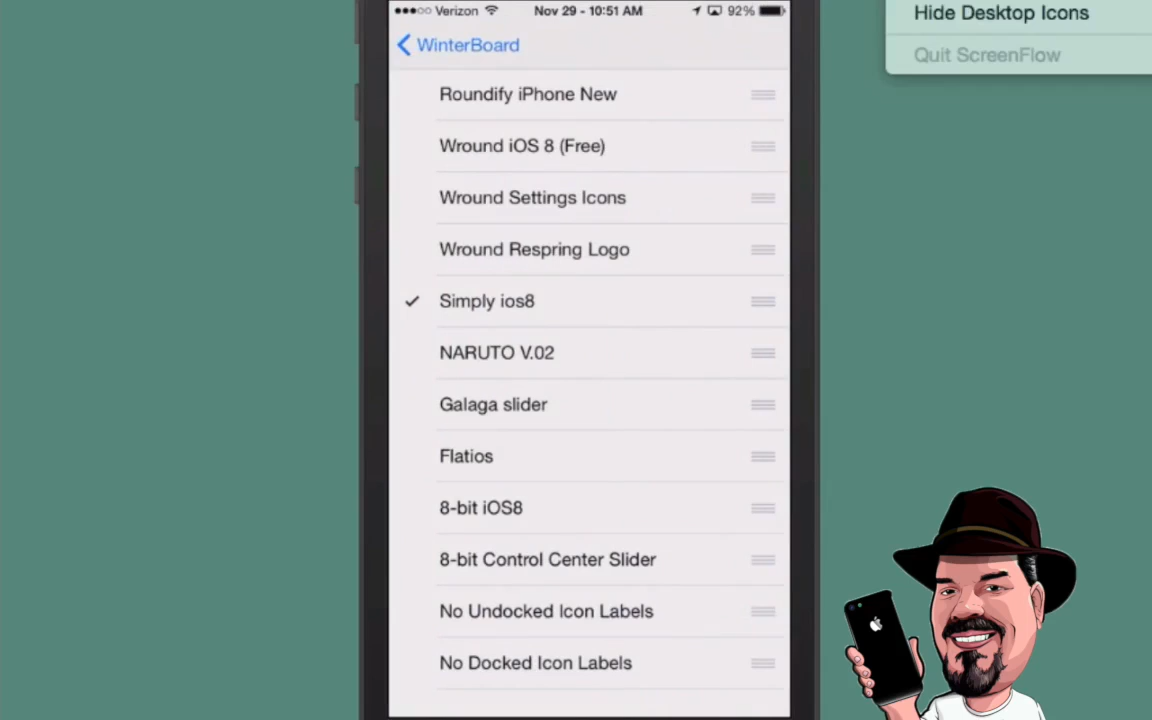 Verizon Nov 29 - 10:51 AM 92%
Hide Desktop Icons
WinterBoard
Quit ScreenFlow
Roundify iPhone New
Wround iOS 8 (Free)
Wround Settings Icons
Wround Respring Logo
Simply ios8
NARUTO V.02
Galaga slider
Flatios
8-bit iOS8
8-bit Control Center Slider
No Undocked Icon Labels
No Docked Icon Labels